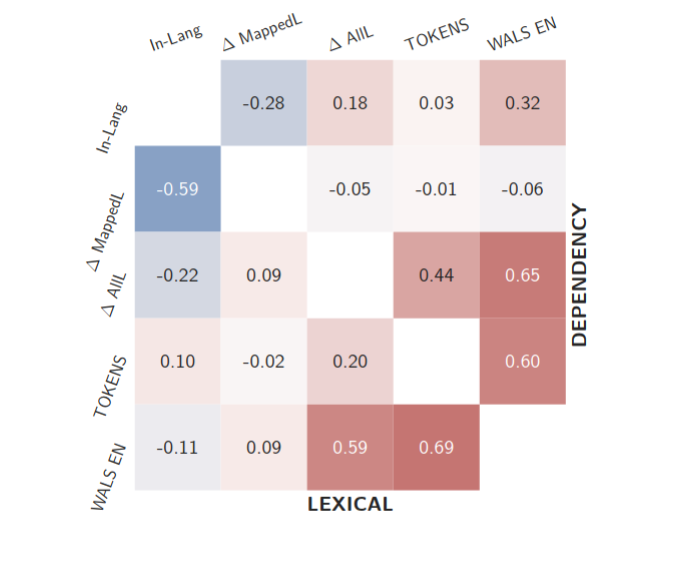 In-Lang Δ MappedL Δ AllL TOKENS WALS EN
In-Lang -0.28 0.18 0.03 0.32
Δ MappedL -0.59 -0.05 -0.01 -0.06
Δ AllL -0.22 0.09 0.44 0.65
TOKENS 0.10 -0.02 0.20 0.60
WALS EN -0.11 0.09 0.59 0.69
DEPENDENCY
LEXICAL